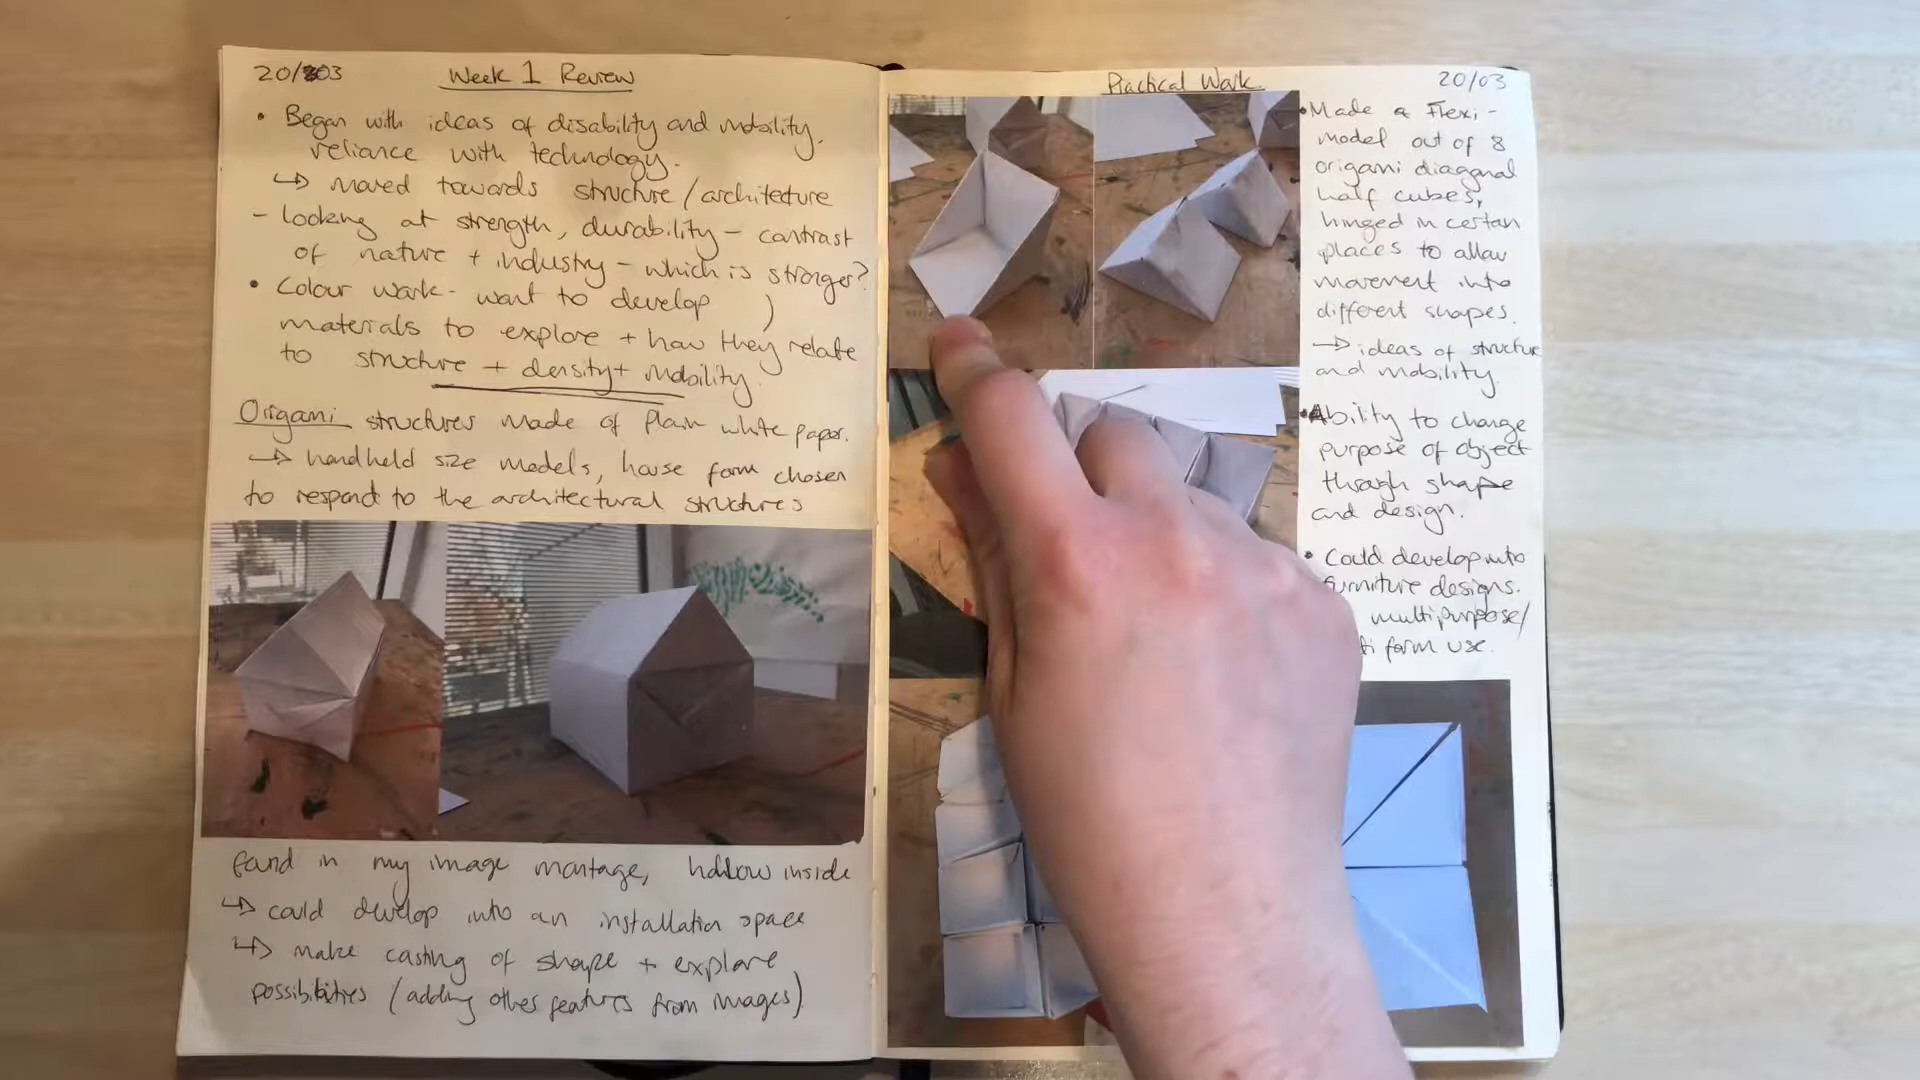 20/03
Week 1 Review
• Began with ideas of disability and mobility.
reliance with technology.
↳ moved towards structure / architecture
- looking at strength, durability - contrast
of nature + industry - which is stronger?
• Colour work - want to develop )
materials to explore + how they relate
to structure + density + mobility.
Origami structures made of plain white paper.
→ handheld size models, house form chosen
to respond to the architectural structures
found in my image montage, hollow inside
↳ could develop into an installation space
↳ make casting of shape + explore
possibilities (adding other features from images)
Practical Work
20/03
• Made a Flexi-
model out of 8
origami diagonal
half cubes,
hinged in certan
places to allow
movement into
different shapes.
→ ideas of structure
and mobility.
• Ability to change
purpose of object
through shape
and design.
• Could develop into
furniture designs.
multipurpose/
form use.